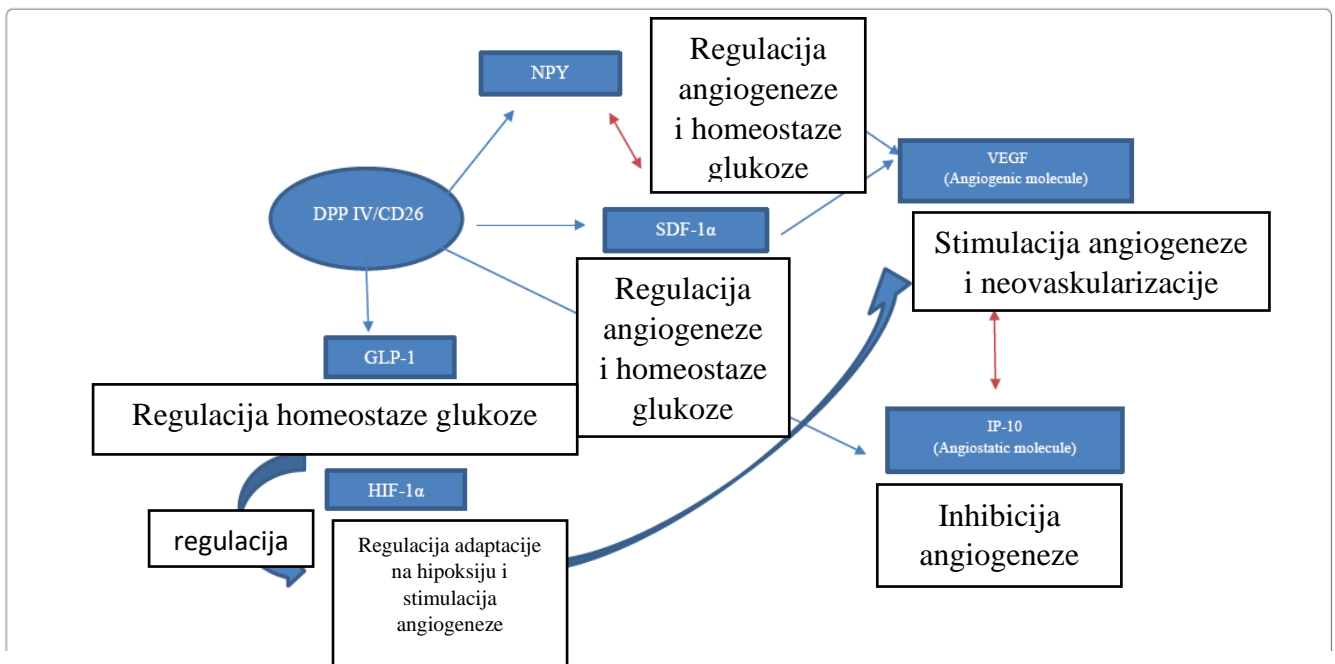 NPY
Regulacija
angiogeneze
i homeostaze
glukoze
VEGF
(Angiogenic molecule)
DPP IV/CD26
SDF-1α
Stimulacija angiogeneze
i neovaskularizacije
Regulacija
angiogeneze
i homeostaze
glukoze
GLP-1
Regulacija homeostaze glukoze
IP-10
(Angiostatic molecule)
HIF-1α
regulacija
Regulacija adaptacije
na hipoksiju i
stimulacija
angiogeneze
Inhibicija
angiogeneze